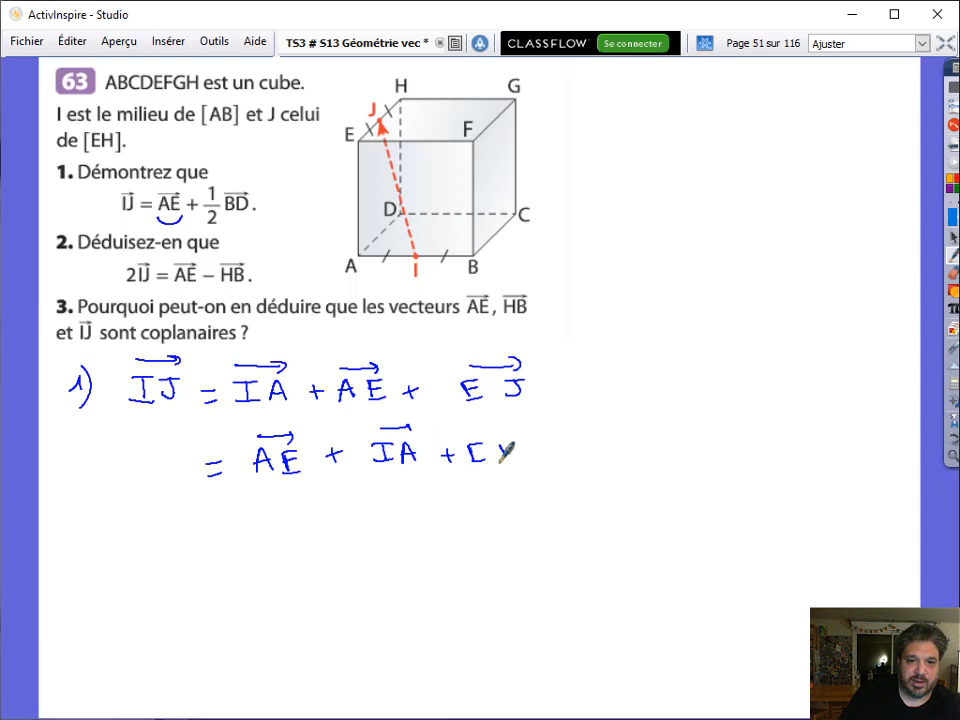 ActivInspire - Studio
Fichier Éditer Aperçu Insérer Outils Aide TS3 # S13 Géométrie vec * CLASSFLOW Se connecter Page 51 sur 116 Ajuster
63 ABCDEFGH est un cube.
I est le milieu de [AB] et J celui
de [EH].
1. Démontrez que
IJ = AE + 1/2 BD.
2. Déduisez-en que
2IJ = AE – HB.
3. Pourquoi peut-on en déduire que les vecteurs AE, HB
et IJ sont coplanaires ?
H G
J
E F
D C
A B
I
1) IJ = IA + AE + EJ
= AE + IA +